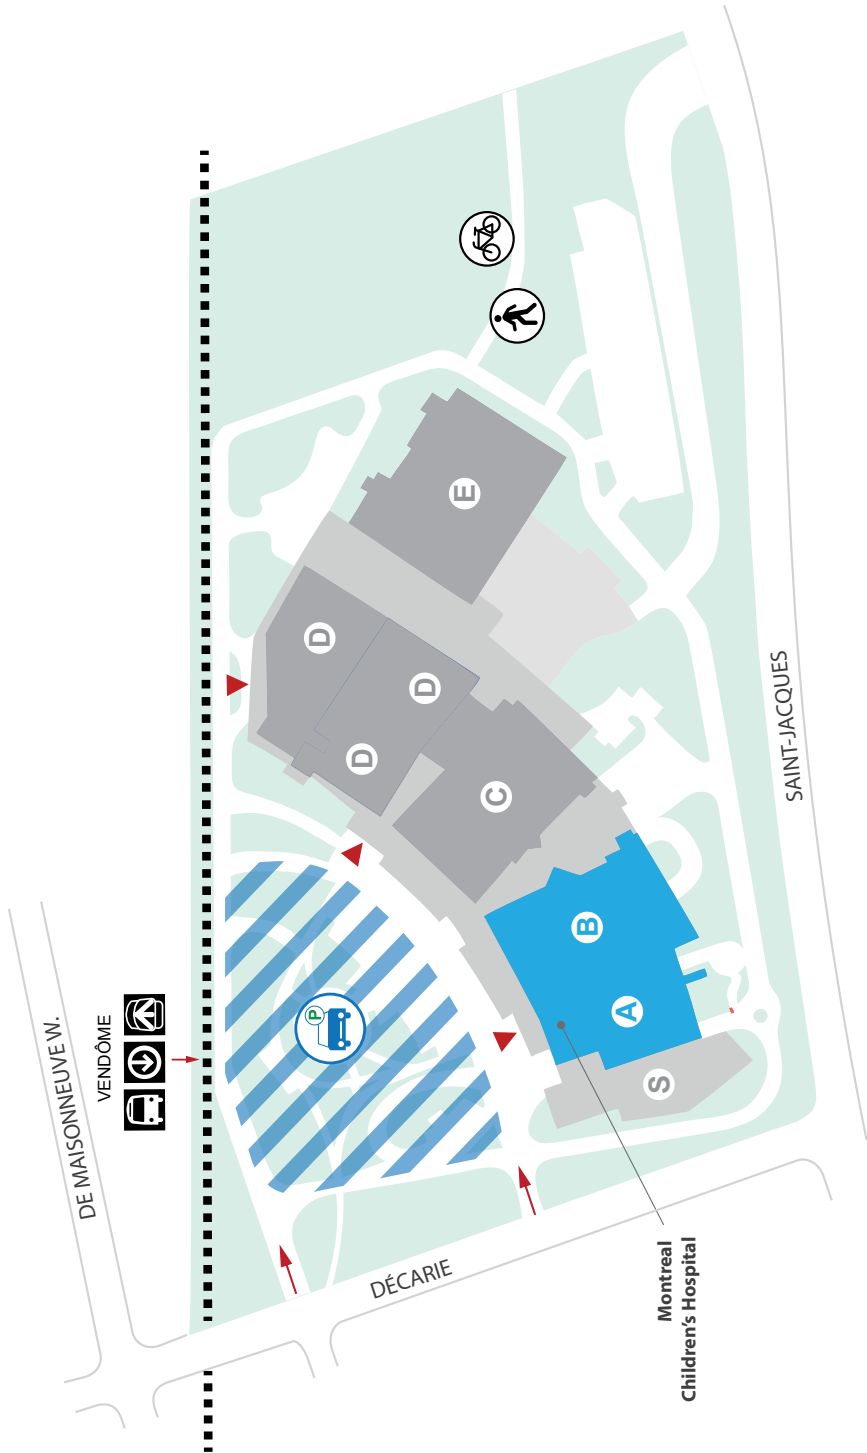 DE MAISONNEUVE W.
VENDÔME
P
E
D
D
D
C
B
A
S
SAINT-JACQUES
DÉCARIE
Montreal
Children's Hospital